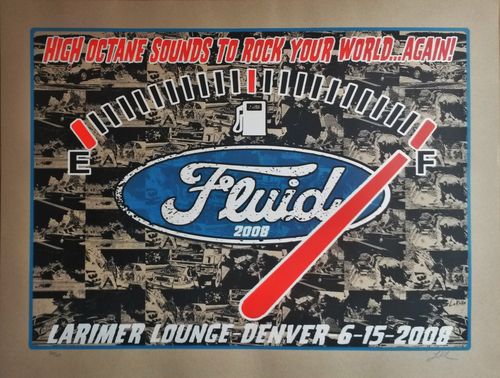 HIGH OCTANE SOUNDS TO ROCK YOUR WORLD...AGAIN!
E
F
Fluid
2008
LARIMER LOUNGE-DENVER 6-15-2008